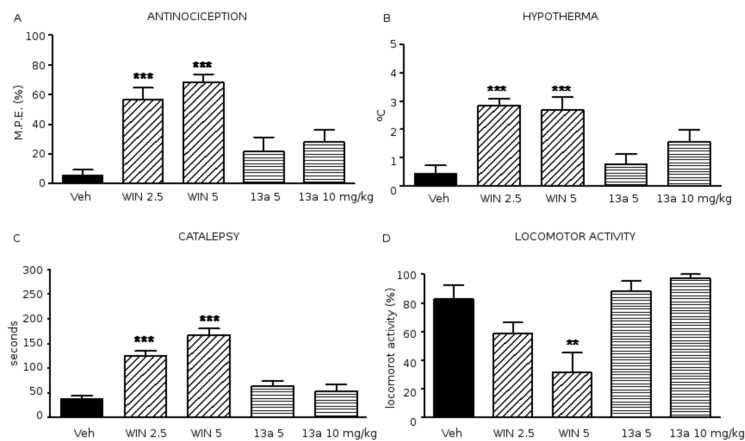 A ANTINOCICEPTION
M.P.E. (%)
100
80
60
40
20
0
***
***
Veh WIN 2.5 WIN 5 13a 5 13a 10 mg/kg
B HYPOTHERMA
ºC
5
4
3
2
1
0
***
***
Veh WIN 2.5 WIN 5 13a 5 13a 10 mg/kg
C CATALEPSY
seconds
300
250
200
150
100
50
0
***
***
Veh WIN 2.5 WIN 5 13a 5 13a 10 mg/kg
D LOCOMOTOR ACTIVITY
locomorot activity (%)
100
80
60
40
20
0
**
Veh WIN 2.5 WIN 5 13a 5 13a 10 mg/kg